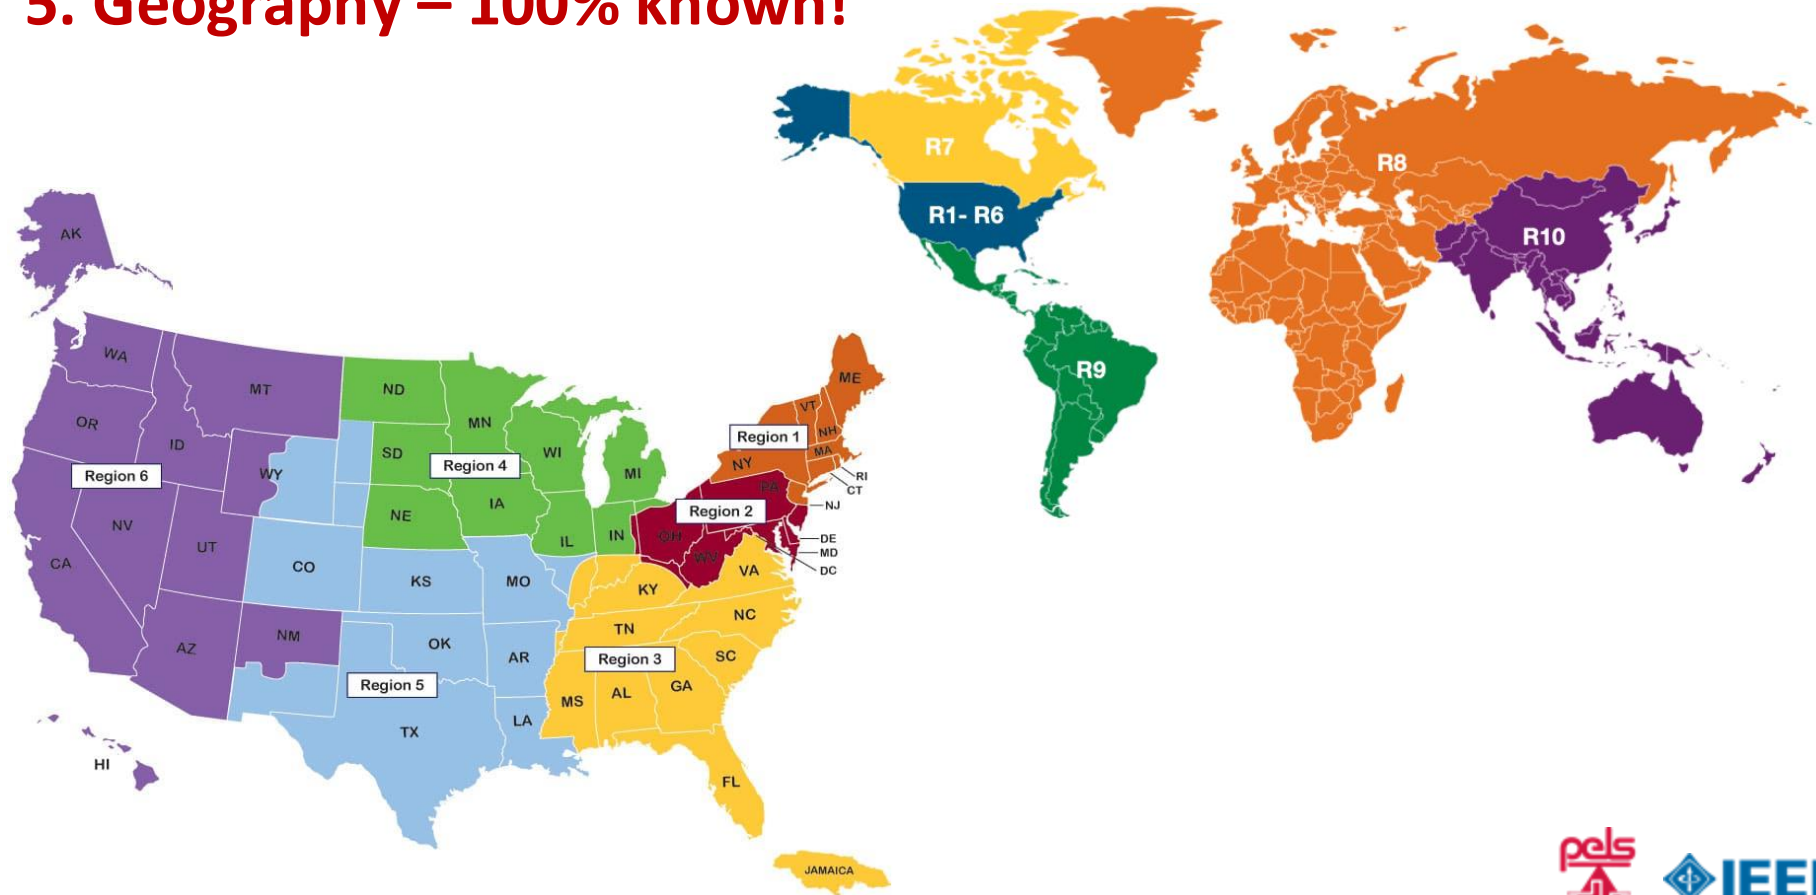 5. Geography – 100% known!
R7
R8
R1- R6
R10
R9
AK
WA
MT
ND
MN
OR
ID
WY
SD
WI
MI
Region 6
Region 4
Region 1
ME
VT
NH
MA
NY
RI
CT
PA
NJ
Region 2
NE
IA
NV
UT
CA
CO
KS
MO
IL
IN
OH
WV
VA
DE
MD
DC
KY
NC
TN
AZ
NM
OK
AR
Region 3
SC
Region 5
MS
AL
GA
TX
LA
HI
FL
JAMAICA
pels
IEEE